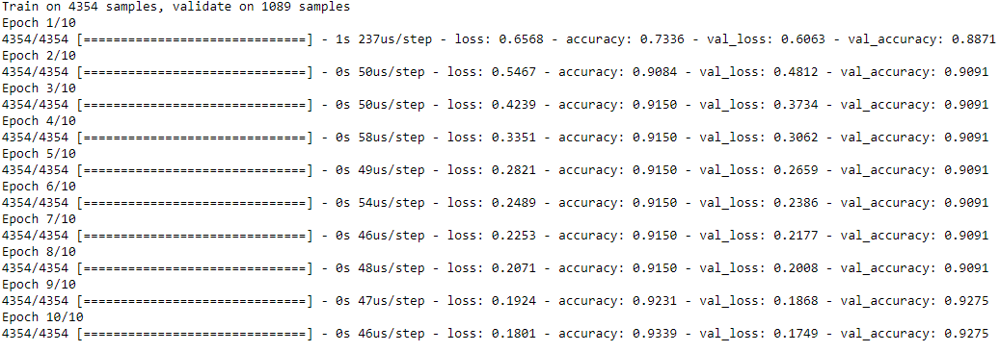 Train on 4354 samples, validate on 1089 samples
Epoch 1/10
4354/4354 [==============================] - 1s 237us/step - loss: 0.6568 - accuracy: 0.7336 - val_loss: 0.6063 - val_accuracy: 0.8871
Epoch 2/10
4354/4354 [==============================] - 0s 50us/step - loss: 0.5467 - accuracy: 0.9084 - val_loss: 0.4812 - val_accuracy: 0.9091
Epoch 3/10
4354/4354 [==============================] - 0s 50us/step - loss: 0.4239 - accuracy: 0.9150 - val_loss: 0.3734 - val_accuracy: 0.9091
Epoch 4/10
4354/4354 [==============================] - 0s 58us/step - loss: 0.3351 - accuracy: 0.9150 - val_loss: 0.3062 - val_accuracy: 0.9091
Epoch 5/10
4354/4354 [==============================] - 0s 49us/step - loss: 0.2821 - accuracy: 0.9150 - val_loss: 0.2659 - val_accuracy: 0.9091
Epoch 6/10
4354/4354 [==============================] - 0s 54us/step - loss: 0.2489 - accuracy: 0.9150 - val_loss: 0.2386 - val_accuracy: 0.9091
Epoch 7/10
4354/4354 [==============================] - 0s 46us/step - loss: 0.2253 - accuracy: 0.9150 - val_loss: 0.2177 - val_accuracy: 0.9091
Epoch 8/10
4354/4354 [==============================] - 0s 48us/step - loss: 0.2071 - accuracy: 0.9150 - val_loss: 0.2008 - val_accuracy: 0.9091
Epoch 9/10
4354/4354 [==============================] - 0s 47us/step - loss: 0.1924 - accuracy: 0.9231 - val_loss: 0.1868 - val_accuracy: 0.9275
Epoch 10/10
4354/4354 [==============================] - 0s 46us/step - loss: 0.1801 - accuracy: 0.9339 - val_loss: 0.1749 - val_accuracy: 0.9275